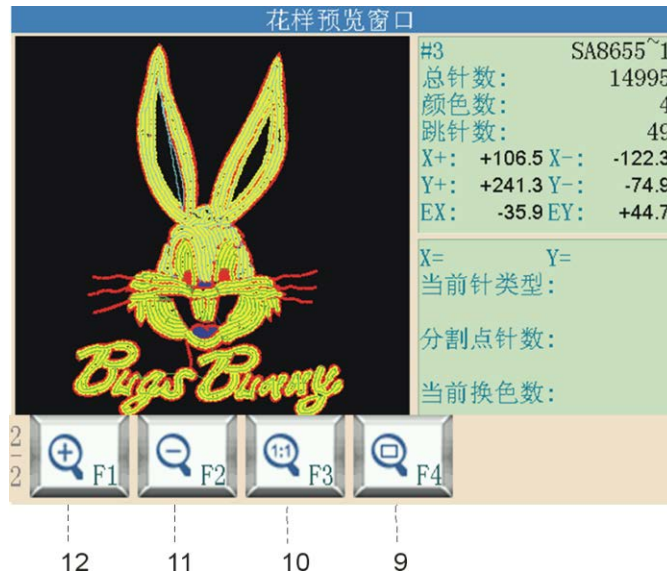 花样预览窗口
#3 SA8655~1
总针数: 14995
颜色数: 4
跳针数: 49
X+: +106.5 X-: -122.3
Y+: +241.3 Y-: -74.9
EX: -35.9 EY: +44.7
X= Y=
当前针类型:
分割点针数:
当前换色数:
Bugs Bunny
2
2
F1 1:1 F2 F3 F4
12 11 10 9